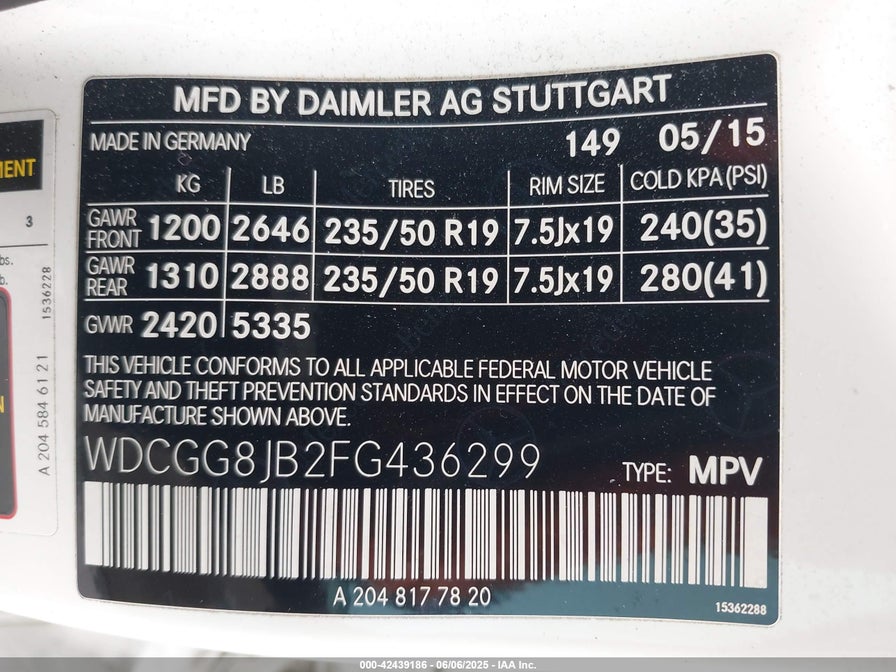 MFD BY DAIMLER AG STUTTGART
MADE IN GERMANY 149 05/15
KG LB TIRES RIM SIZE COLD KPA (PSI)
GAWR FRONT 1200 2646 235/50 R19 7.5Jx19 240(35)
GAWR REAR 1310 2888 235/50 R19 7.5Jx19 280(41)
GVWR 2420 5335
THIS VEHICLE CONFORMS TO ALL APPLICABLE FEDERAL MOTOR VEHICLE
SAFETY AND THEFT PREVENTION STANDARDS IN EFFECT ON THE DATE OF
MANUFACTURE SHOWN ABOVE.
WDCGG8JB2FG436299 TYPE: MPV
A 204 817 78 20
15362288
3
A 204 584 61 21 1536228
000-42439186 - 06/06/2025 - IAA Inc.